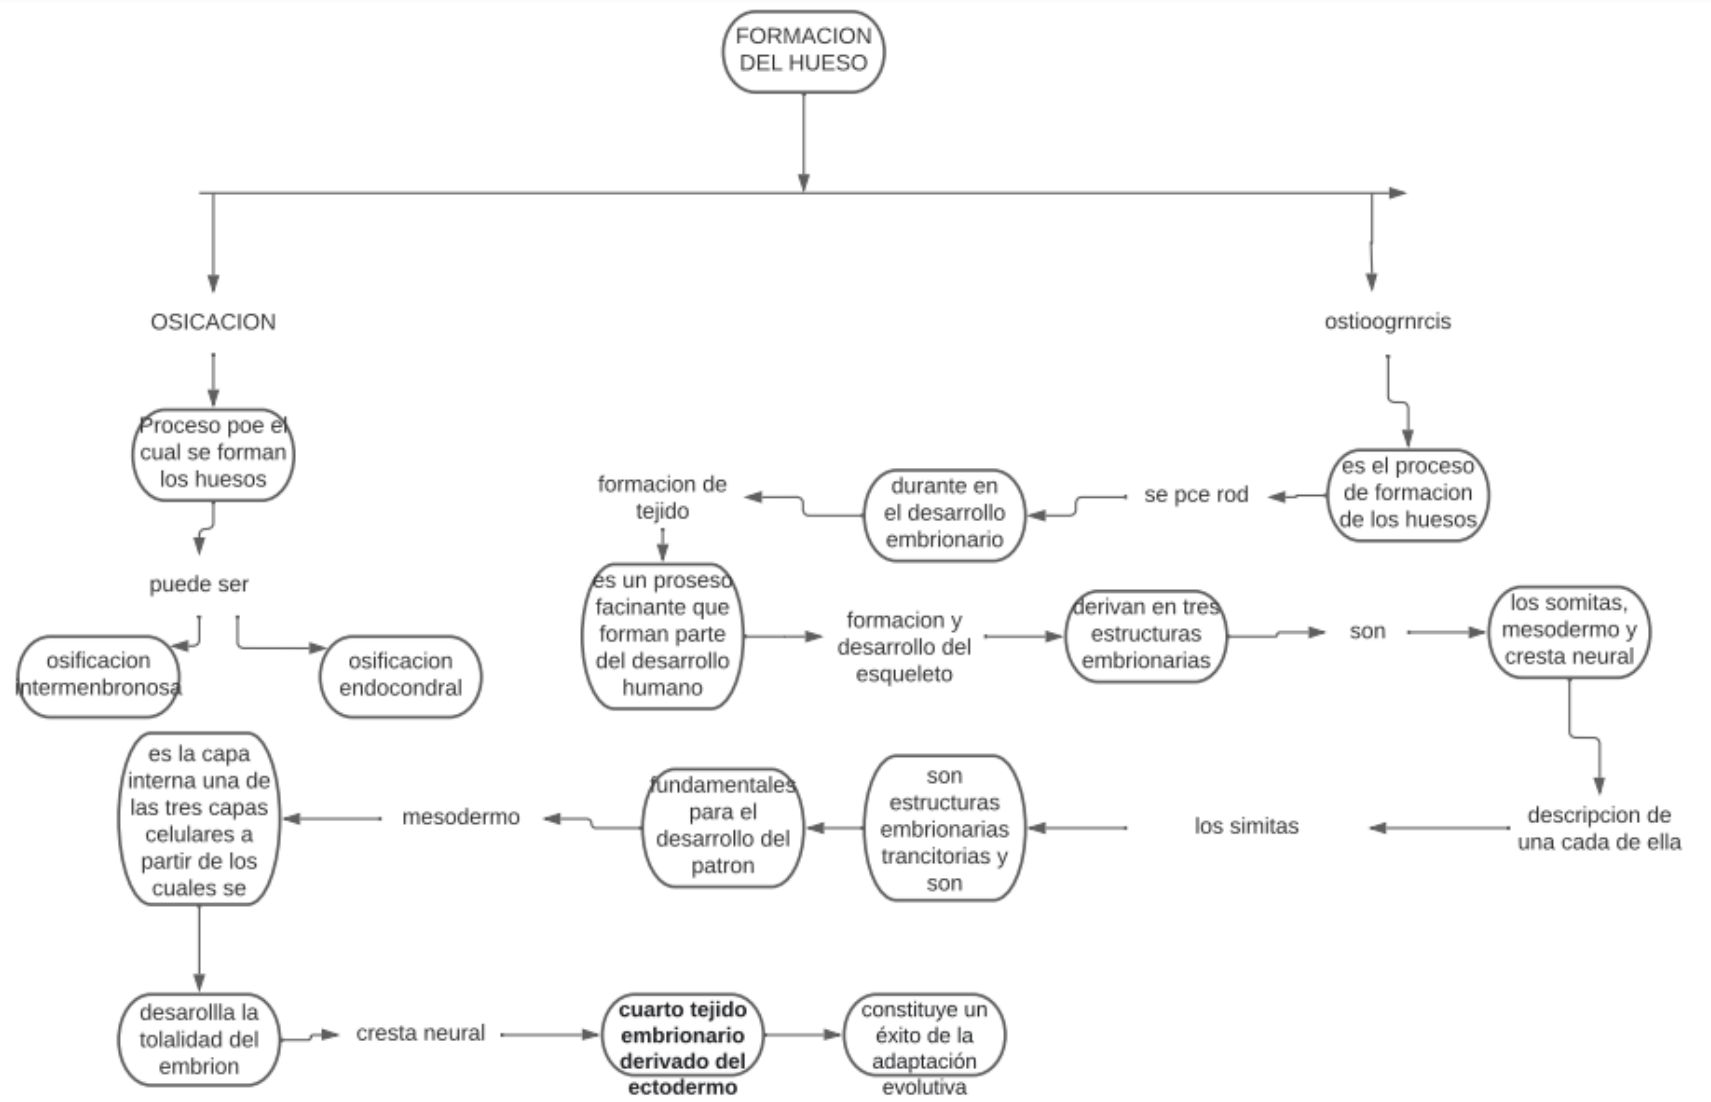 FORMACION
DEL HUESO
OSICACION
ostioogrnrcis
Proceso poe el
cual se forman
los huesos
es el proceso
de formacion
de los huesos
se pce rod
durante en
el desarrollo
embrionario
formacion de
tejido
puede ser
osificacion
intermenbronosa
osificacion
endocondral
es un proseso
facinante que
forman parte
del desarrollo
humano
formacion y
desarrollo del
esqueleto
derivan en tres
estructuras
embrionarias
son
los somitas,
mesodermo y
cresta neural
descripcion de
una cada de ella
los simitas
son
estructuras
embrionarias
trancitorias y
son
fundamentales
para el
desarrollo del
patron
mesodermo
es la capa
interna una de
las tres capas
celulares a
partir de los
cuales se
desarollla la
tolalidad del
embrion
cresta neural
cuarto tejido
embrionario
derivado del
ectodermo
constituye un
éxito de la
adaptación
evolutiva